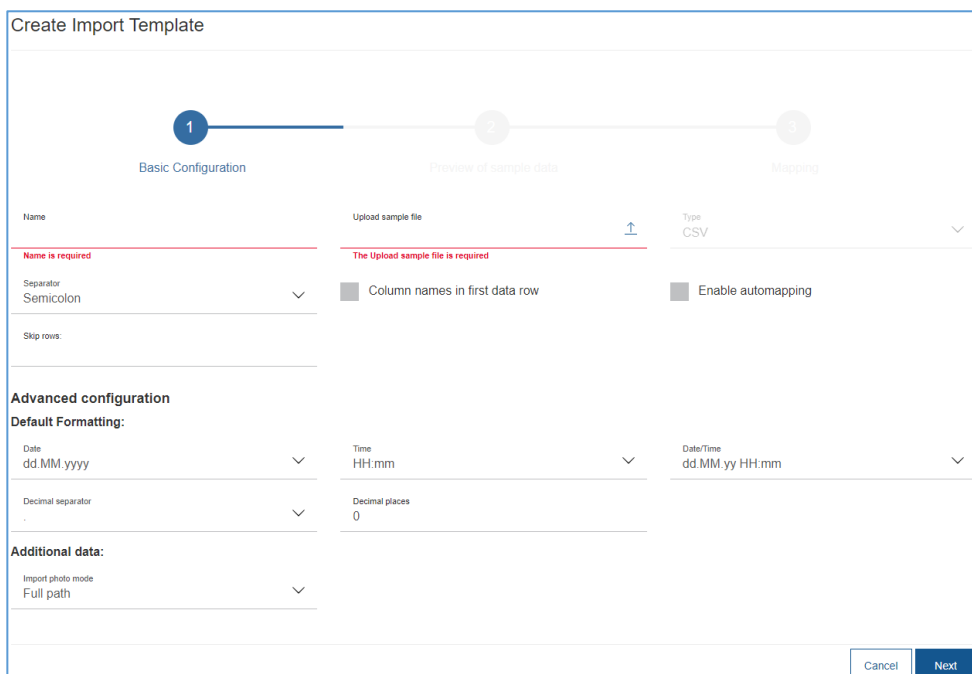 Create Import Template
1 2 3
Basic Configuration Preview of sample data Mapping
Name Upload sample file Type
CSV
Name is required The Upload sample file is required
Separator
Semicolon Column names in first data row Enable automapping
Skip rows:
Advanced configuration
Default Formatting:
Date Time Date/Time
dd.MM.yyyy HH:mm dd.MM.yy HH:mm
Decimal separator Decimal places
. 0
Additional data:
Import photo mode
Full path
Cancel Next